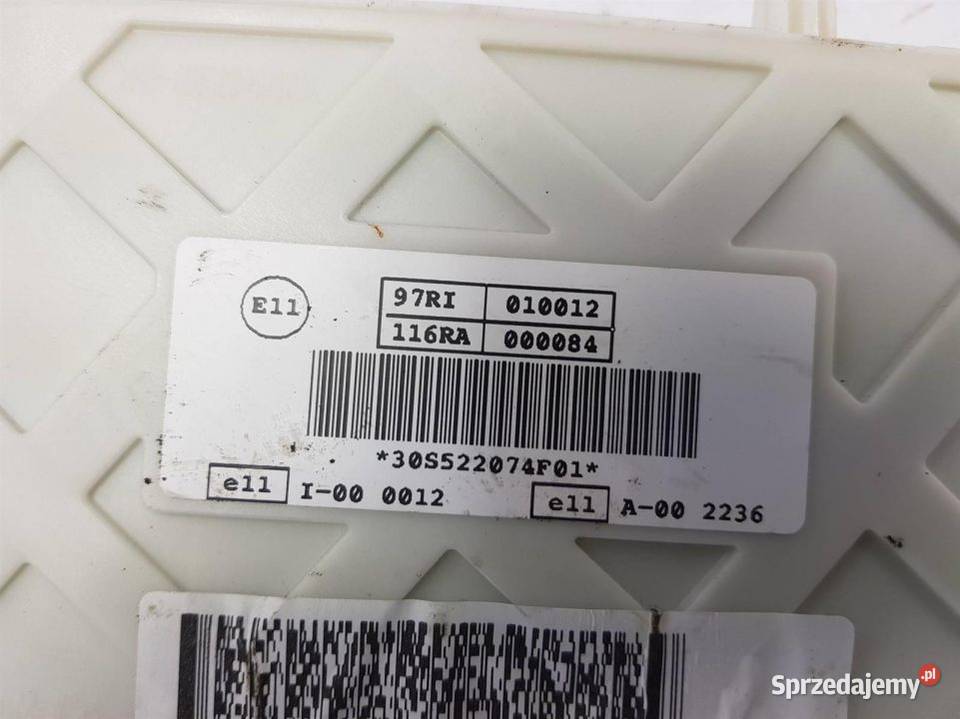 E11
97RI 010012
116RA 000084
*30S522074F01*
e11 I-00 0012 e11 A-00 2236
Sprzedajemy.pl